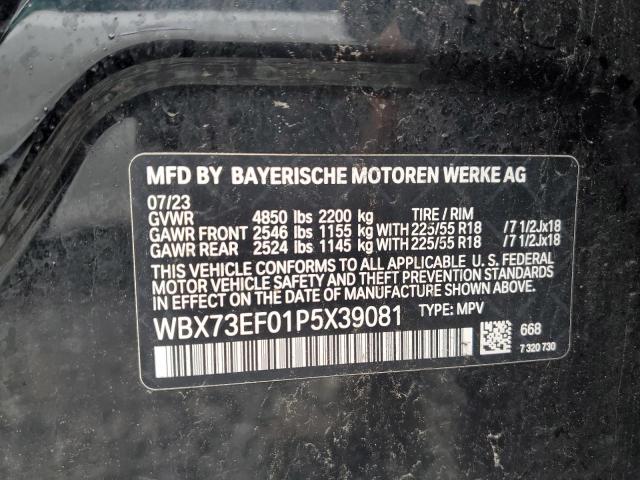 MFD BY BAYERISCHE MOTOREN WERKE AG
07/23
GVWR 4850 lbs 2200 kg TIRE / RIM
GAWR FRONT 2546 lbs 1155 kg WITH 225/55 R18 /7 1/2Jx18
GAWR REAR 2524 lbs 1145 kg WITH 225/55 R18 /7 1/2Jx18
THIS VEHICLE CONFORMS TO ALL APPLICABLE U. S. FEDERAL
MOTOR VEHICLE SAFETY AND THEFT PREVENTION STANDARDS
IN EFFECT ON THE DATE OF MANUFACTURE SHOWN ABOVE.
WBX73EF01P5X39081 TYPE: MPV
668
7 320 730